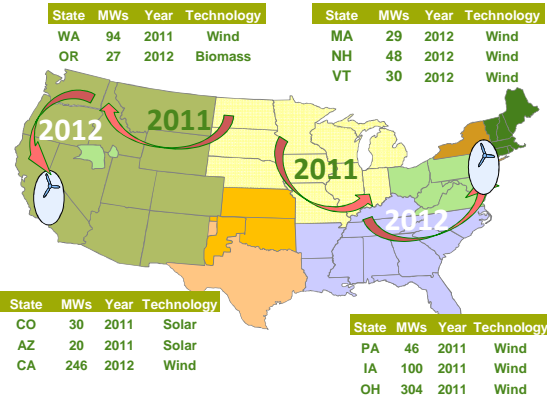 State MWs Year Technology
WA 94 2011 Wind
OR 27 2012 Biomass
State MWs Year Technology
MA 29 2012 Wind
NH 48 2012 Wind
VT 30 2012 Wind
2012
2011
2011
2012
State MWs Year Technology
CO 30 2011 Solar
AZ 20 2011 Solar
CA 246 2012 Wind
State MWs Year Technology
PA 46 2011 Wind
IA 100 2011 Wind
OH 304 2011 Wind